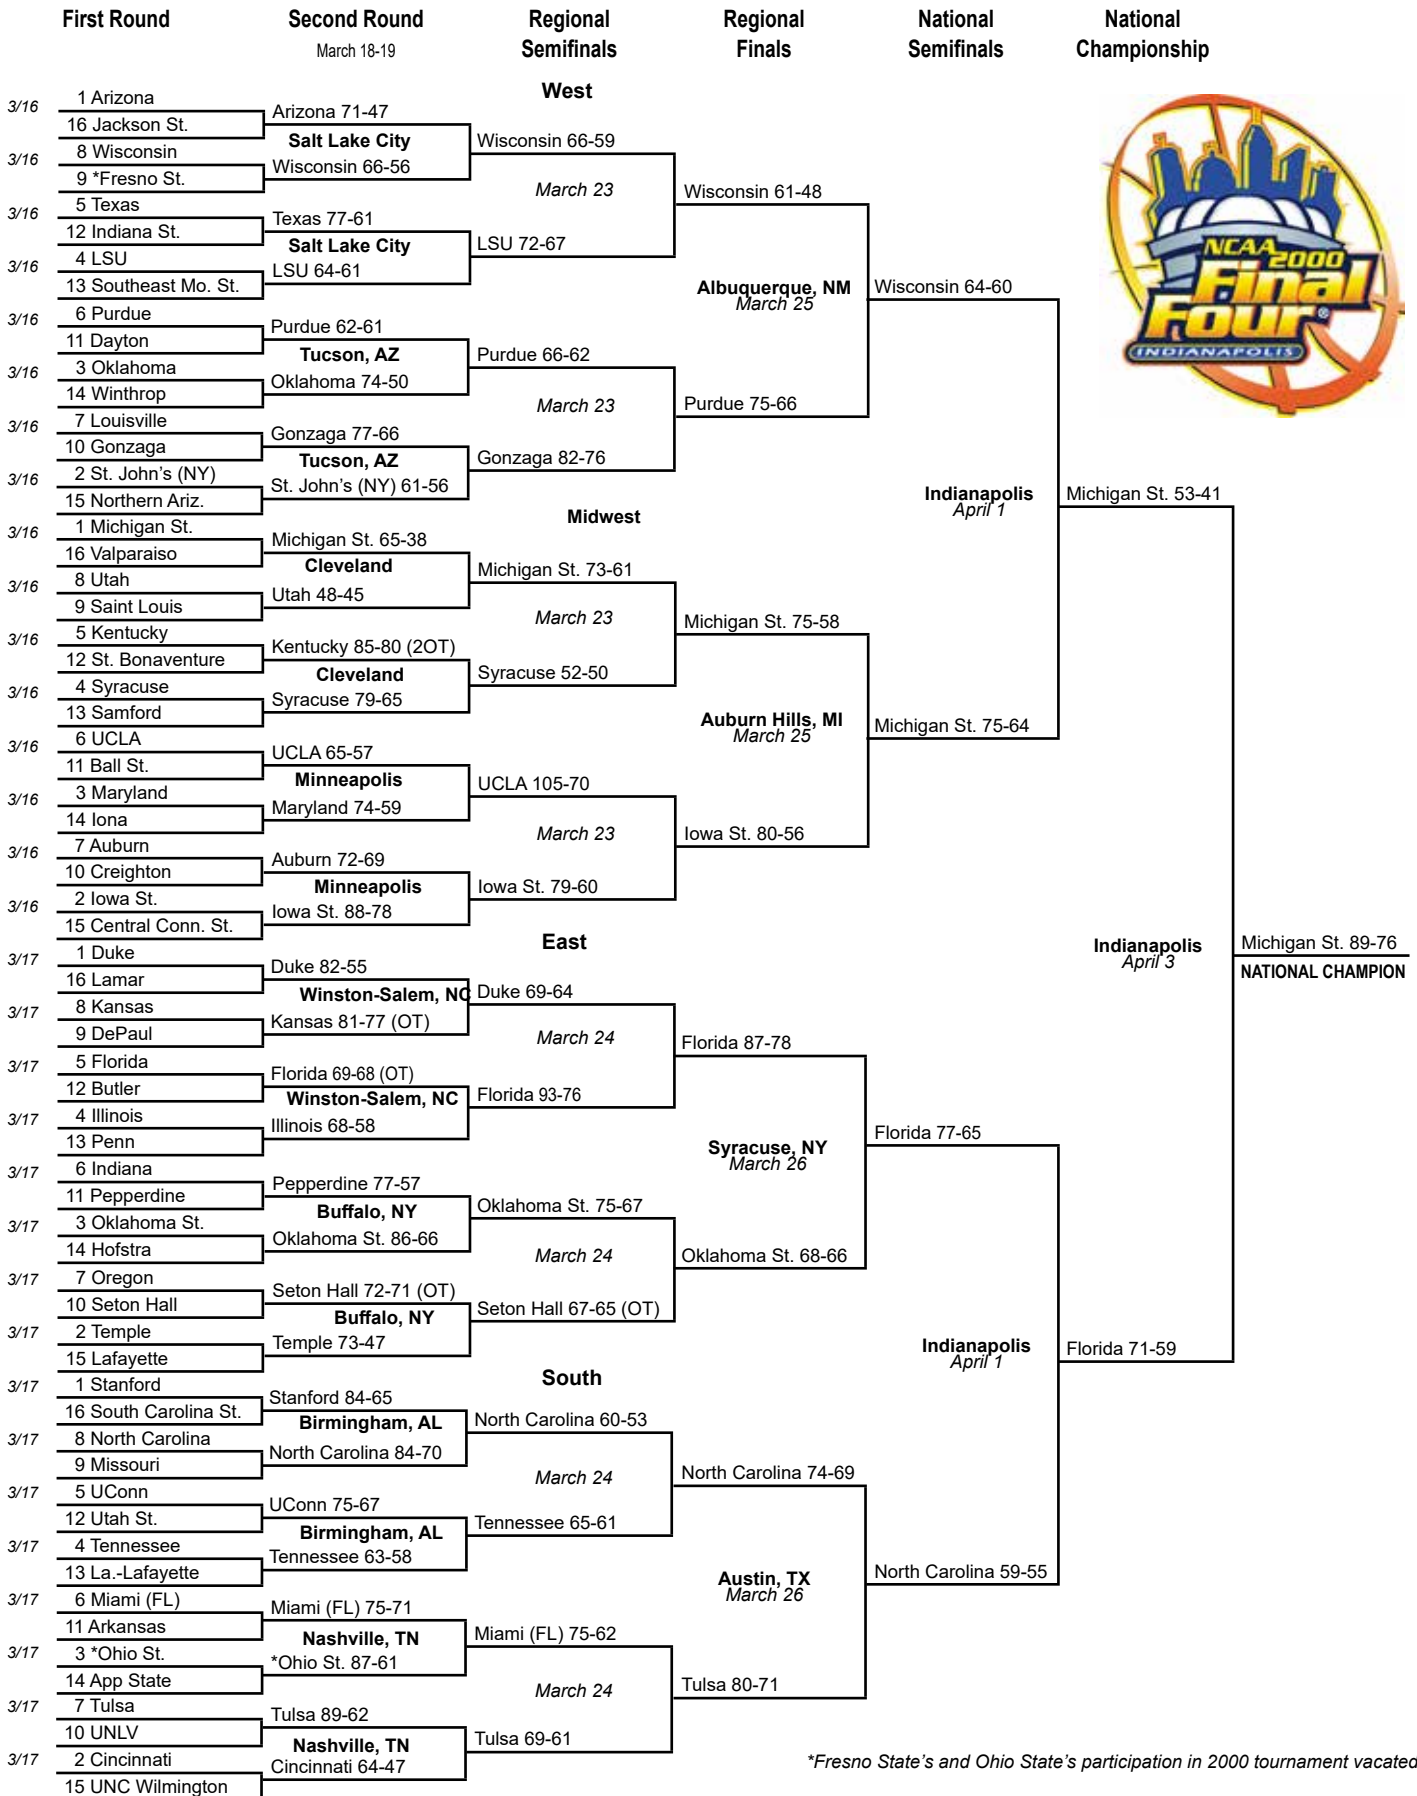 First Round
Second Round
March 18-19
Regional
Semifinals
Regional
Finals
National
Semifinals
National
Championship
NCAA 2000
Final
Four®
INDIANAPOLIS
West
3/16
1 Arizona
16 Jackson St.
3/16
8 Wisconsin
9 *Fresno St.
3/16
5 Texas
12 Indiana St.
3/16
4 LSU
13 Southeast Mo. St.
3/16
6 Purdue
11 Dayton
3/16
3 Oklahoma
14 Winthrop
3/16
7 Louisville
10 Gonzaga
3/16
2 St. John's (NY)
15 Northern Ariz.
Arizona 71-47
Salt Lake City
Wisconsin 66-56
Texas 77-61
Salt Lake City
LSU 64-61
Purdue 62-61
Tucson, AZ
Oklahoma 74-50
Gonzaga 77-66
Tucson, AZ
St. John's (NY) 61-56
Wisconsin 66-59
March 23
LSU 72-67
Purdue 66-62
March 23
Gonzaga 82-76
Wisconsin 61-48
Albuquerque, NM
March 25
Purdue 75-66
Wisconsin 64-60
Midwest
3/16
1 Michigan St.
16 Valparaiso
3/16
8 Utah
9 Saint Louis
3/16
5 Kentucky
12 St. Bonaventure
3/16
4 Syracuse
13 Samford
3/16
6 UCLA
11 Ball St.
3/16
3 Maryland
14 Iona
3/16
7 Auburn
10 Creighton
3/16
2 Iowa St.
15 Central Conn. St.
Michigan St. 65-38
Cleveland
Utah 48-45
Kentucky 85-80 (2OT)
Cleveland
Syracuse 79-65
UCLA 65-57
Minneapolis
Maryland 74-59
Auburn 72-69
Minneapolis
Iowa St. 88-78
Michigan St. 73-61
March 23
Syracuse 52-50
UCLA 105-70
March 23
Iowa St. 79-60
Michigan St. 75-58
Auburn Hills, MI
March 25
Iowa St. 80-56
Michigan St. 75-64
Indianapolis
April 1
Michigan St. 53-41
East
3/17
1 Duke
16 Lamar
3/17
8 Kansas
9 DePaul
3/17
5 Florida
12 Butler
3/17
4 Illinois
13 Penn
3/17
6 Indiana
11 Pepperdine
3/17
3 Oklahoma St.
14 Hofstra
3/17
7 Oregon
10 Seton Hall
3/17
2 Temple
15 Lafayette
Duke 82-55
Winston-Salem, NC
Kansas 81-77 (OT)
Florida 69-68 (OT)
Winston-Salem, NC
Illinois 68-58
Pepperdine 77-57
Buffalo, NY
Oklahoma St. 86-66
Seton Hall 72-71 (OT)
Buffalo, NY
Temple 73-47
Duke 69-64
March 24
Florida 93-76
Oklahoma St. 75-67
March 24
Seton Hall 67-65 (OT)
Florida 87-78
Syracuse, NY
March 26
Oklahoma St. 68-66
Florida 77-65
South
3/17
1 Stanford
16 South Carolina St.
3/17
8 North Carolina
9 Missouri
3/17
5 UConn
12 Utah St.
3/17
4 Tennessee
13 La.-Lafayette
3/17
6 Miami (FL)
11 Arkansas
3/17
3 *Ohio St.
14 App State
3/17
7 Tulsa
10 UNLV
3/17
2 Cincinnati
15 UNC Wilmington
Stanford 84-65
Birmingham, AL
North Carolina 84-70
UConn 75-67
Birmingham, AL
Tennessee 63-58
Miami (FL) 75-71
Nashville, TN
*Ohio St. 87-61
Tulsa 89-62
Nashville, TN
Cincinnati 64-47
North Carolina 60-53
March 24
Tennessee 65-61
Miami (FL) 75-62
March 24
Tulsa 69-61
North Carolina 74-69
Austin, TX
March 26
Tulsa 80-71
North Carolina 59-55
Indianapolis
April 1
Florida 71-59
Indianapolis
April 3
Michigan St. 89-76
NATIONAL CHAMPION
*Fresno State's and Ohio State's participation in 2000 tournament vacated